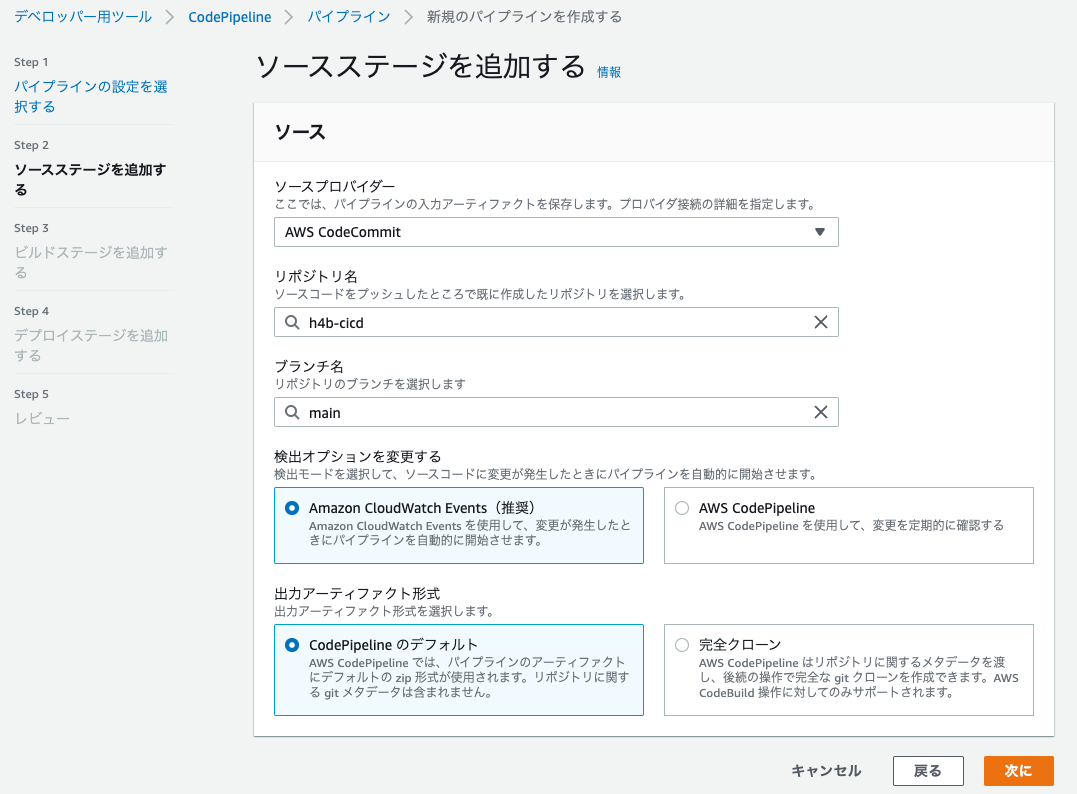 デベロッパー用ツール > CodePipeline > パイプライン > 新規のパイプラインを作成する
Step 1
パイプラインの設定を選
択する
Step 2
ソースステージを追加す
る
Step 3
ビルドステージを追加す
る
Step 4
デプロイステージを追加
する
Step 5
レビュー
ソースステージを追加する 情報
ソース
ソースプロバイダー
ここでは、パイプラインの入力アーティファクトを保存します。プロバイダ接続の詳細を指定します。
AWS CodeCommit
リポジトリ名
ソースコードをプッシュしたところで既に作成したリポジトリを選択します。
h4b-cicd
ブランチ名
リポジトリのブランチを選択します
main
検出オプションを変更する
検出モードを選択して、ソースコードに変更が発生したときにパイプラインを自動的に開始させます。
Amazon CloudWatch Events（推奨）
Amazon CloudWatch Events を使用して、変更が発生したと
きにパイプラインを自動的に開始させます。
AWS CodePipeline
AWS CodePipeline を使用して、変更を定期的に確認する
出力アーティファクト形式
出力アーティファクト形式を選択します。
CodePipeline のデフォルト
AWS CodePipeline では、パイプラインのアーティファクト
にデフォルトの zip 形式が使用されます。リポジトリに関す
る git メタデータは含まれません。
完全クローン
AWS CodePipeline はリポジトリに関するメタデータを渡
し、後続の操作で完全な git クローンを作成できます。AWS
CodeBuild 操作に対してのみサポートされます。
キャンセル
戻る
次に